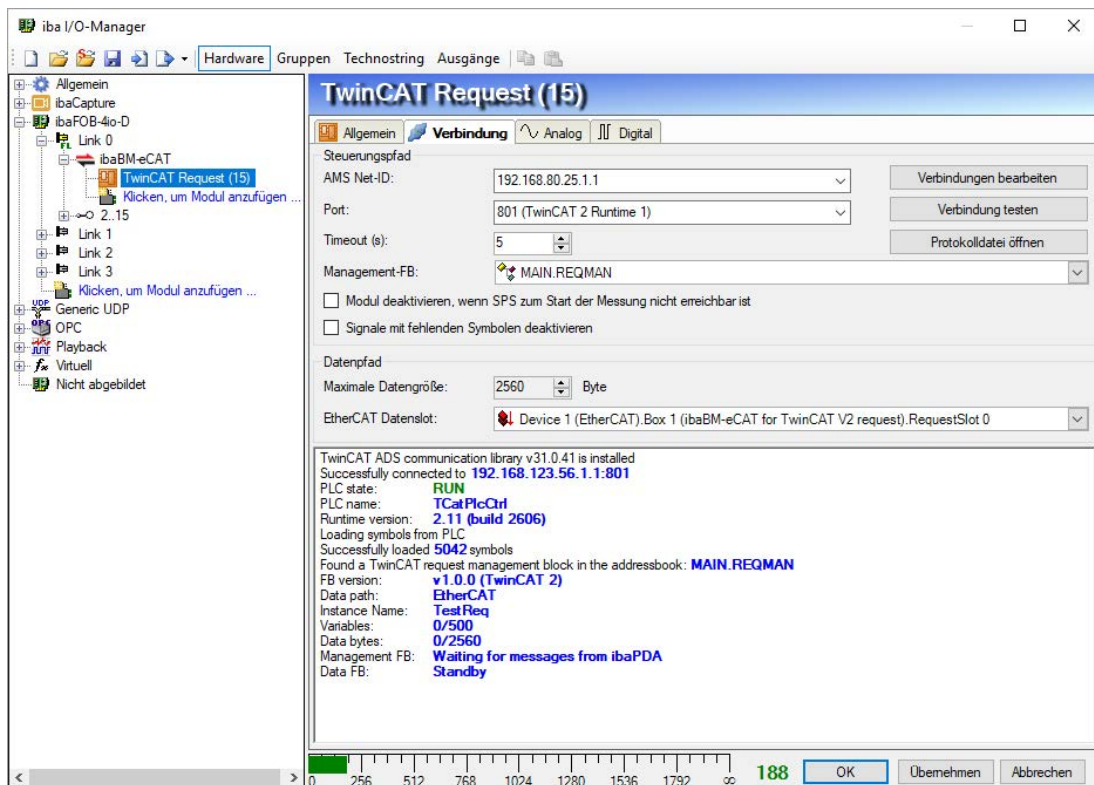 iba I/O-Manager
Hardware Gruppen Technostring Ausgänge
Allgemein
ibaCapture
ibaFOB-4io-D
Link 0
ibaBM-eCAT
TwinCAT Request (15)
Klicken, um Modul anzufügen ...
2..15
Link 1
Link 2
Link 3
Klicken, um Modul anzufügen ...
Generic UDP
OPC
Playback
Virtuell
Nicht abgebildet
TwinCAT Request (15)
Allgemein Verbindung Analog Digital
Steuerungspfad
AMS Net-ID: 192.168.80.25.1.1 Verbindungen bearbeiten
Port: 801 (TwinCAT 2 Runtime 1) Verbindung testen
Timeout (s): 5 Protokolldatei öffnen
Management-FB: MAIN.REQMAN
Modul deaktivieren, wenn SPS zum Start der Messung nicht erreichbar ist
Signale mit fehlenden Symbolen deaktivieren
Datenpfad
Maximale Datengröße: 2560 Byte
EtherCAT Datenslot: Device 1 (EtherCAT).Box 1 (ibaBM-eCAT for TwinCAT V2 request).RequestSlot 0
TwinCAT ADS communication library v31.0.41 is installed
Successfully connected to 192.168.123.56.1.1:801
PLC state: RUN
PLC name: TCatPlcCtrl
Runtime version: 2.11 (build 2606)
Loading symbols from PLC
Successfully loaded 5042 symbols
Found a TwinCAT request management block in the addressbook: MAIN.REQMAN
FB version: v1.0.0 (TwinCAT 2)
Data path: EtherCAT
Instance Name: TestReq
Variables: 0/500
Data bytes: 0/2560
Management FB: Waiting for messages from ibaPDA
Data FB: Standby
0 256 512 768 1024 1280 1536 1792 ∞ 188 OK Übernehmen Abbrechen